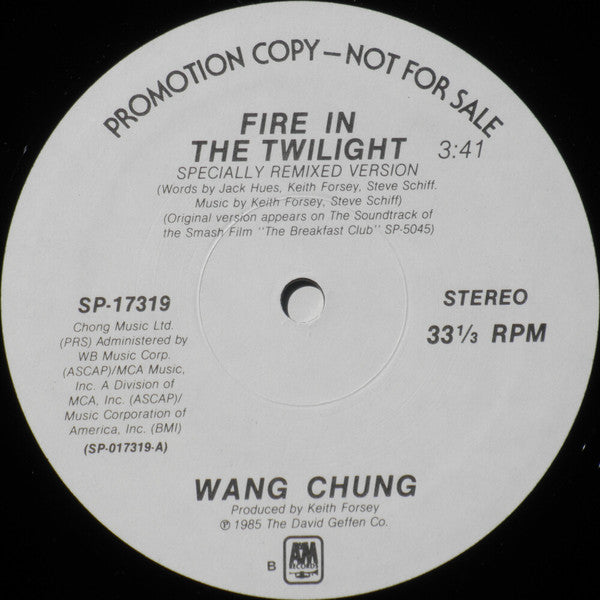 PROMOTION COPY—NOT FOR SALE
FIRE IN
THE TWILIGHT 3:41
SPECIALLY REMIXED VERSION
(Words by Jack Hues, Keith Forsey, Steve Schiff.
Music by Keith Forsey, Steve Schiff)
(Original version appears on The Soundtrack of
the Smash Film "The Breakfast Club" SP-5045)
SP-17319
Chong Music Ltd.
(PRS) Administered by
WB Music Corp.
(ASCAP)/MCA Music,
Inc. A Division of
MCA, Inc. (ASCAP)/
Music Corporation of
America, Inc. (BMI)
(SP-017319-A)
STEREO
33 1/3 RPM
WANG CHUNG
Produced by Keith Forsey
℗ 1985 The David Geffen Co.
B
A&M
RECORDS